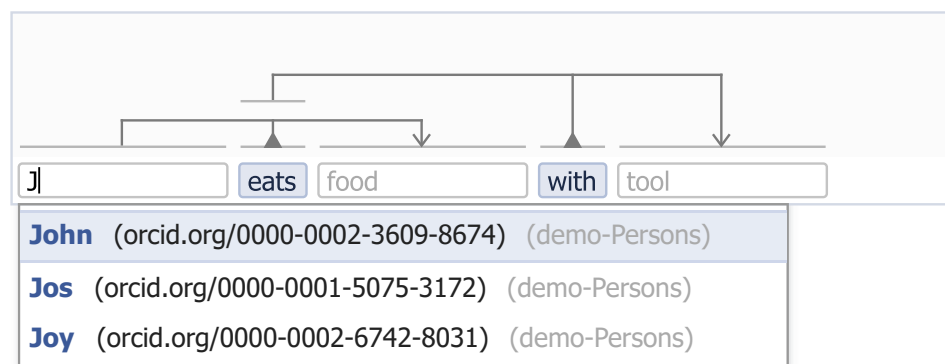 J eats food with tool
John (orcid.org/0000-0002-3609-8674) (demo-Persons)
Jos (orcid.org/0000-0001-5075-3172) (demo-Persons)
Joy (orcid.org/0000-0002-6742-8031) (demo-Persons)